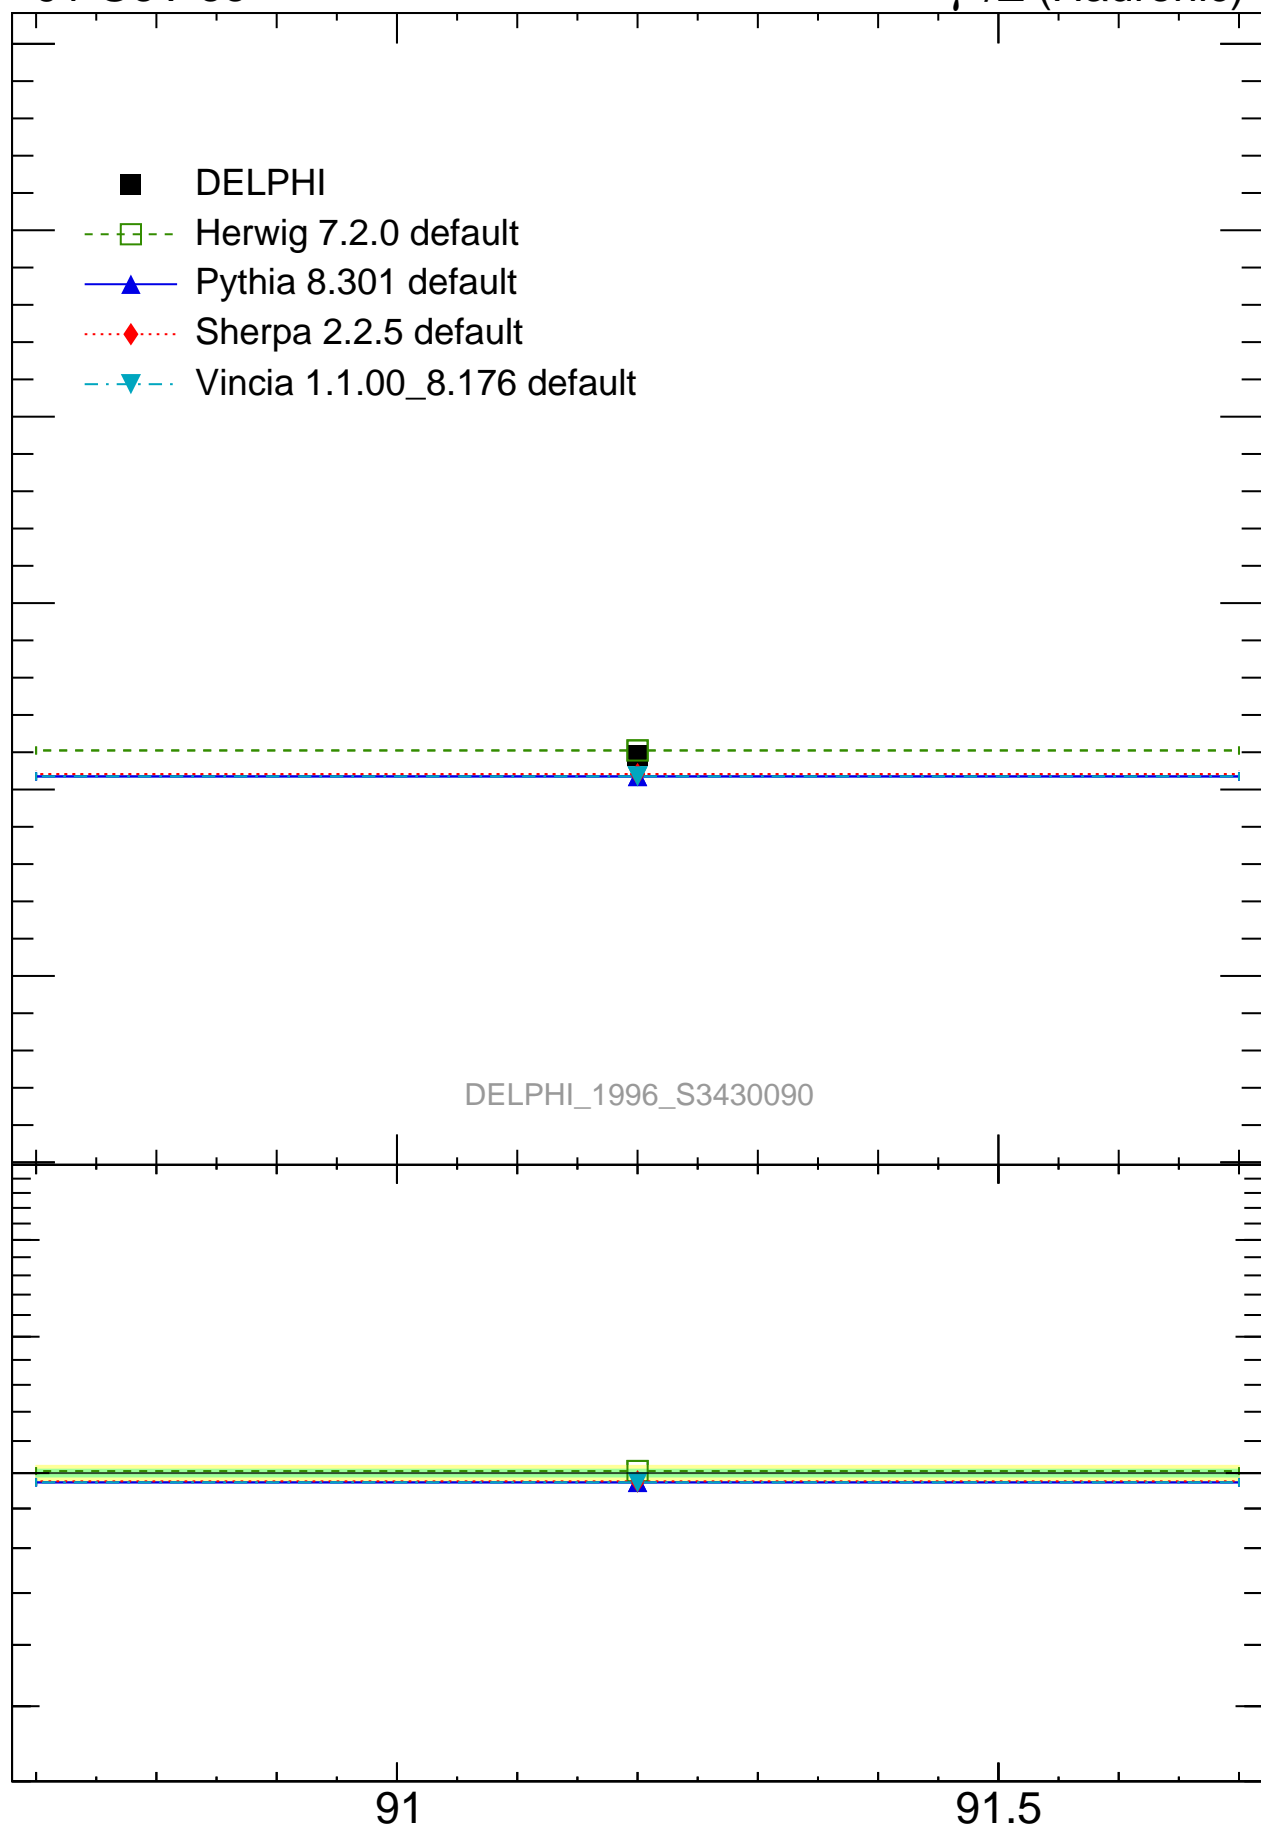 (Hadronic)
DELPHI
Herwig 7.2.0 default
Pythia 8.301 default
Sherpa 2.2.5 default
Vincia 1.1.00_8.176 default
DELPHI_1996_S3430090
91
91.5